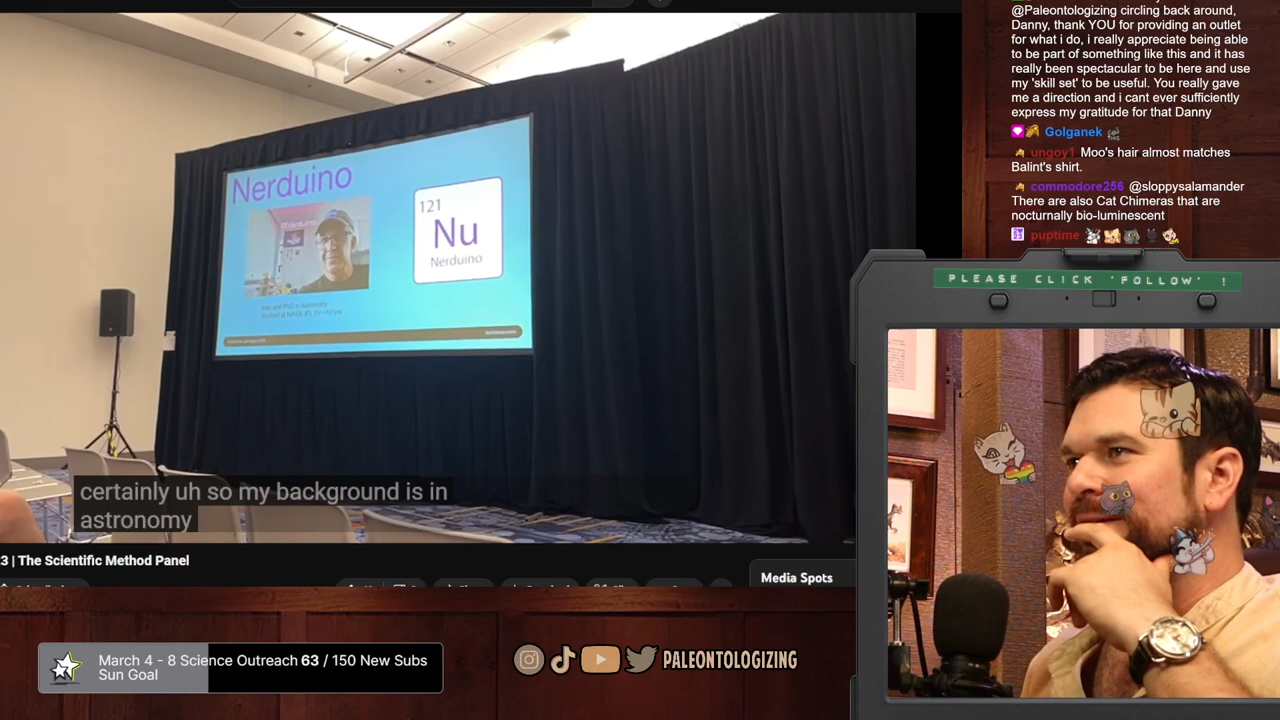 @Paleontologizing circling back around,
Danny, thank YOU for providing an outlet
for what i do, i really appreciate being able
to be part of something like this and it has
really been spectacular to be here and use
my 'skill set' to be useful. You really gave
me a direction and i cant ever sufficiently
express my gratitude for that Danny
Golganek
ungoy1 Moo's hair almost matches
Balint's shirt.
commodore256 @sloppysalamander
There are also Cat Chimeras that are
nocturnally bio-luminescent
puptime
Nerduino
121
Nu
Nerduino
certainly uh so my background is in
astronomy
3 | The Scientific Method Panel
Media Spots
PLEASE CLICK 'FOLLOW' !
March 4 - 8 Science Outreach 63 / 150 New Subs
Sun Goal
PALEONTOLOGIZING